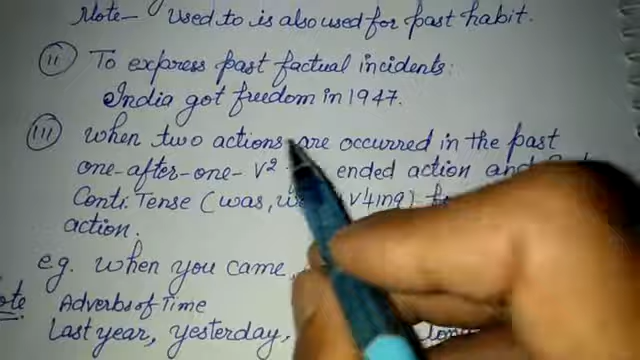 Note- Used to is also used for past habit.
(ii) To express past factual incidents:
India got freedom in 1947.
(iii) When two actions are occurred in the past
one-after-one- V² ended action and
Conti. Tense (was, V4ing)
action.
e.g. When you came,
Note Adverbs of Time
Last year, yesterday,